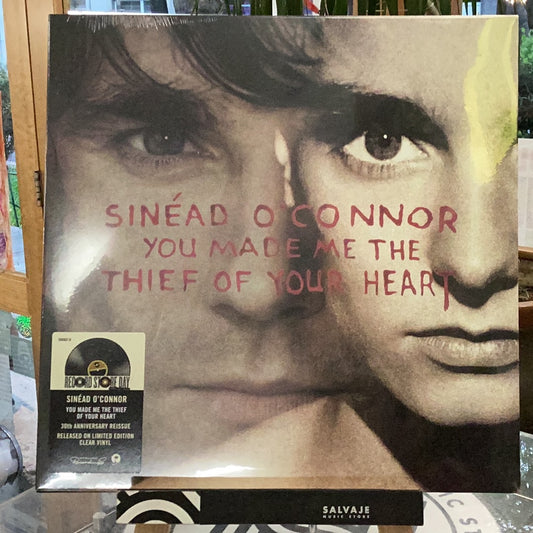 SINÉAD O'CONNOR
YOU MADE ME THE
THIEF OF YOUR HEART
RECORD STORE DAY
SINÉAD O'CONNOR
YOU MADE ME THE THIEF
OF YOUR HEART
30th ANNIVERSARY REISSUE
RELEASED ON LIMITED EDITION
CLEAR VINYL
SALVAJE
MUSIC STORE